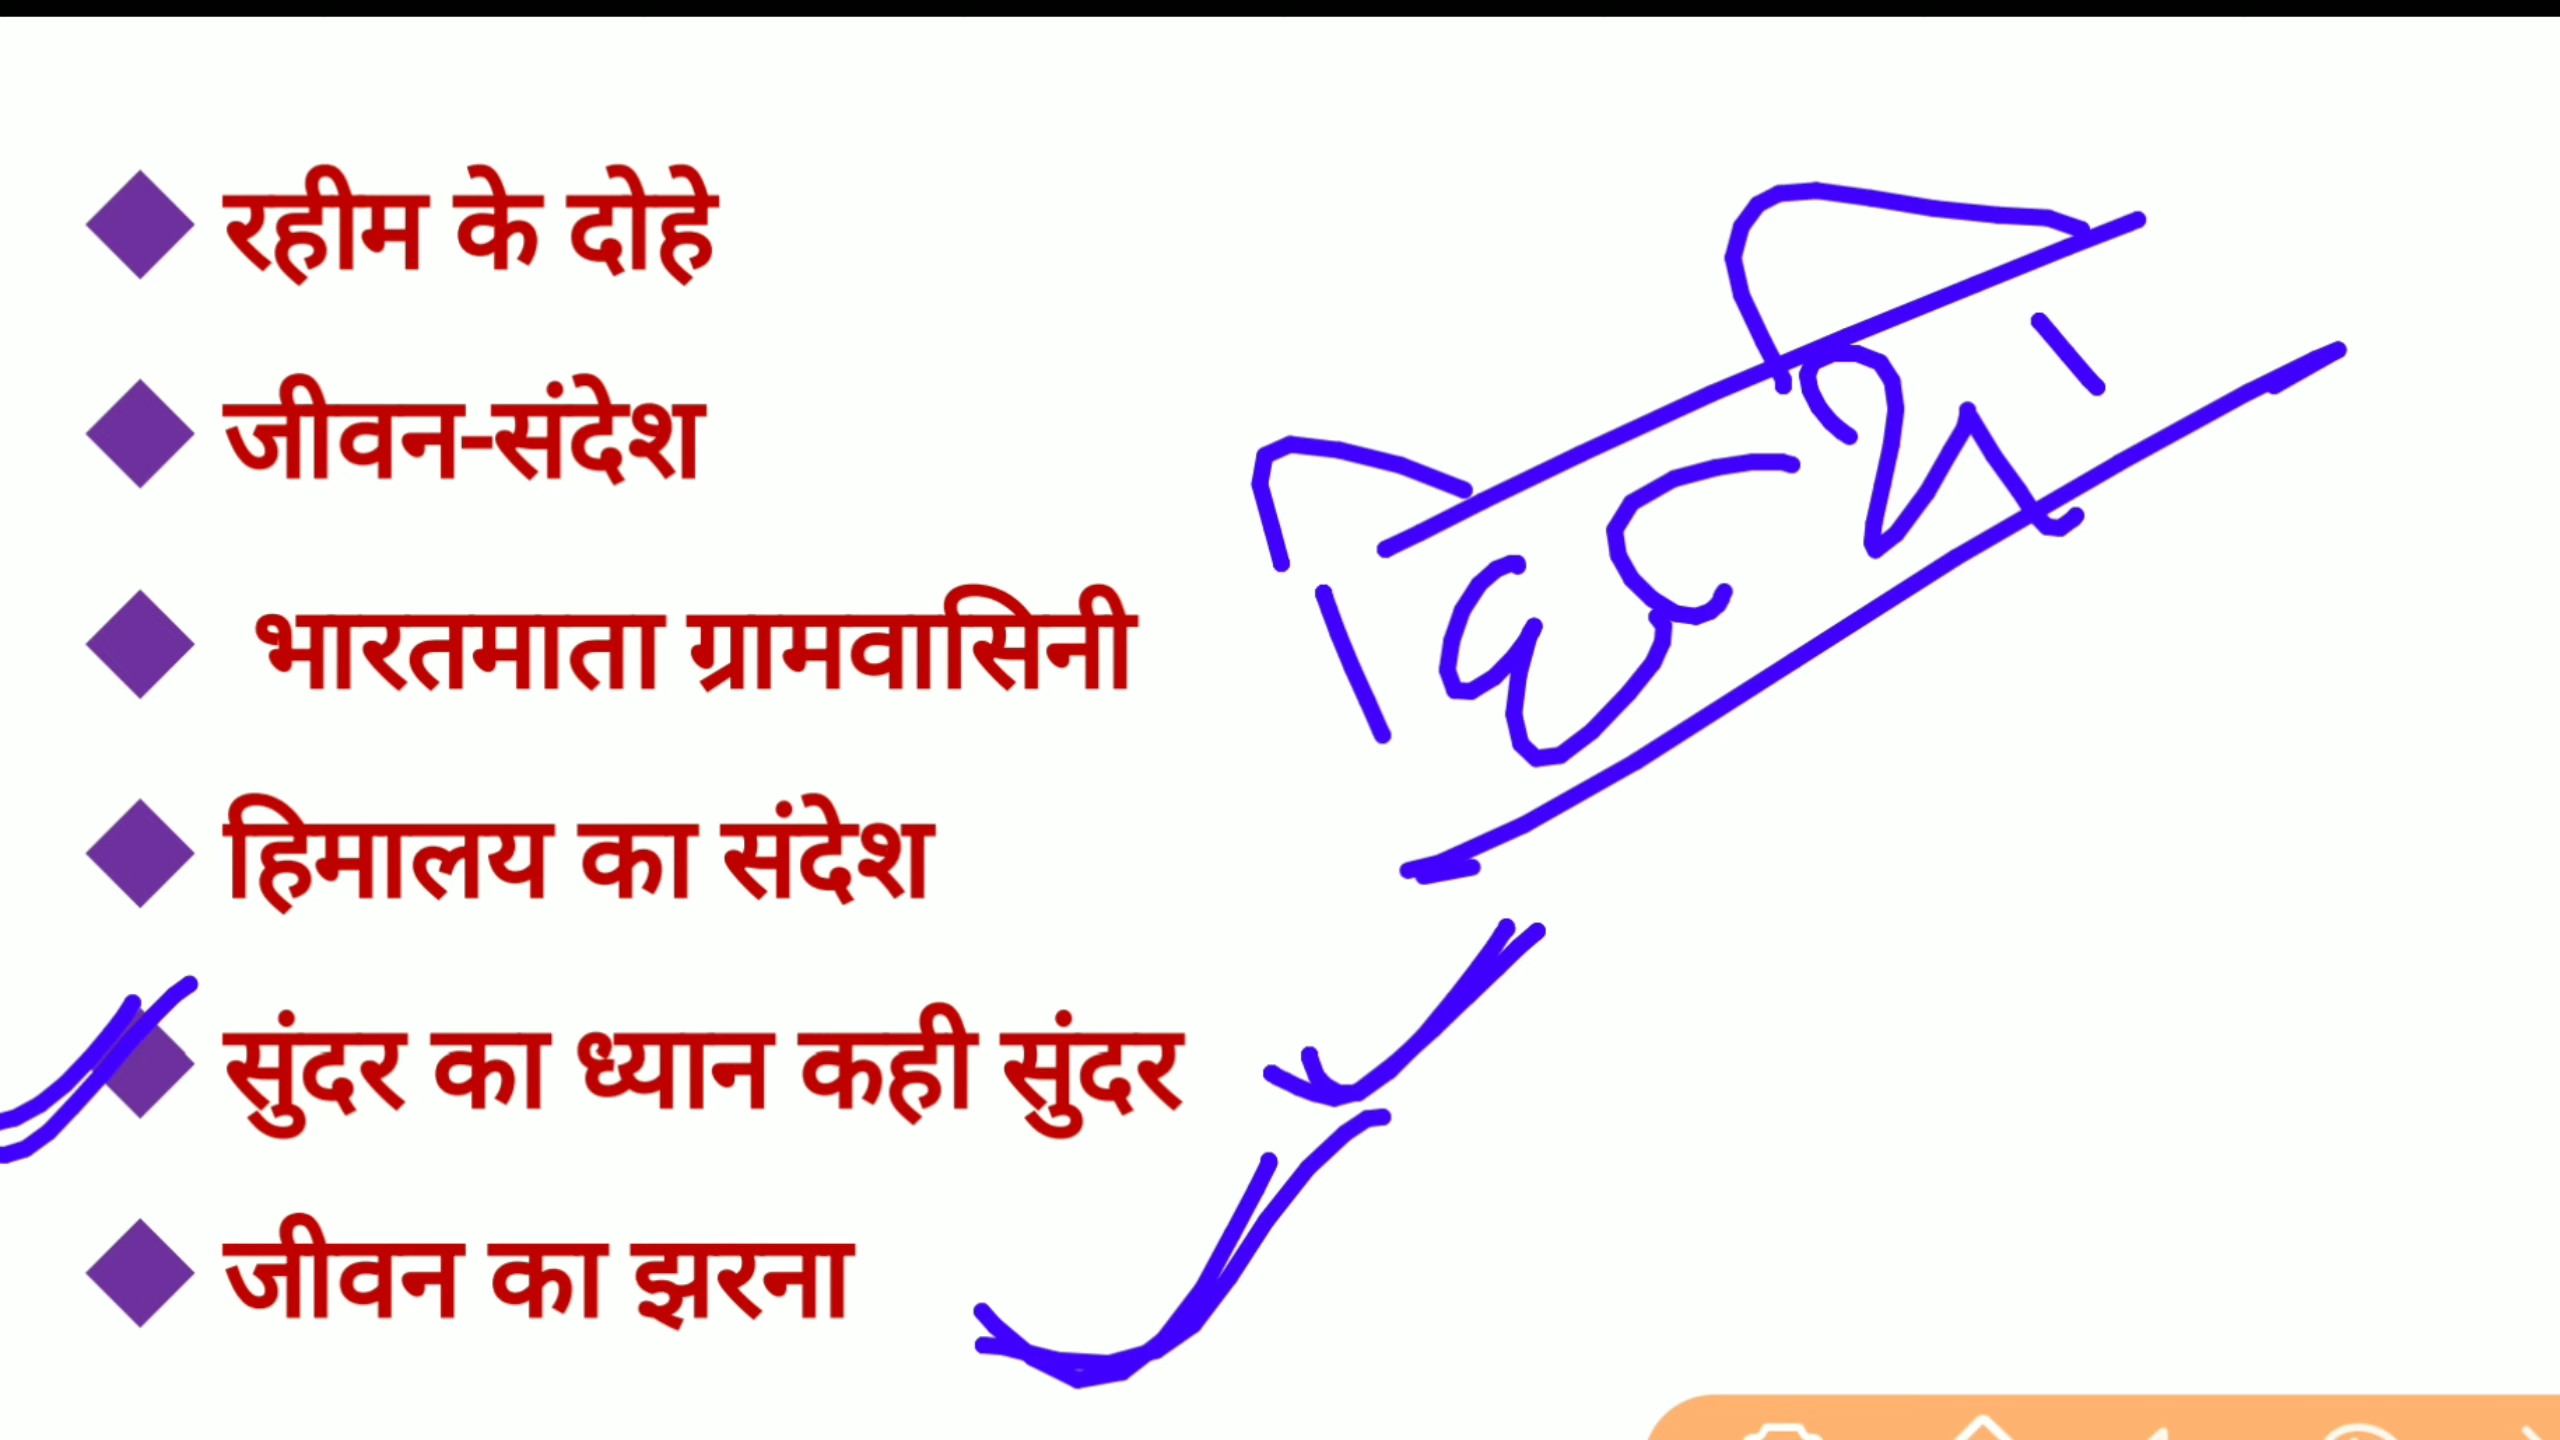 रहीम के दोहे
जीवन-संदेश
भारतमाता ग्रामवासिनी
हिमालय का संदेश
सुंदर का ध्यान कही सुंदर
जीवन का झरना